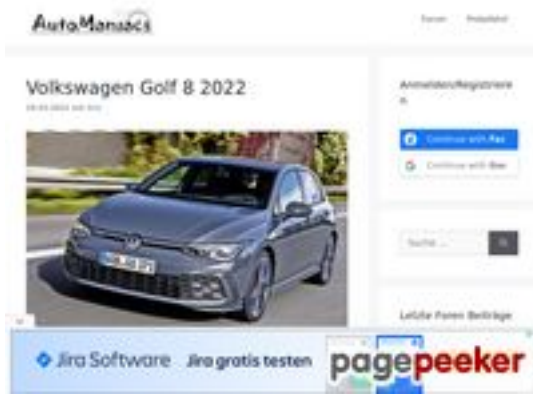 AutoManiacs
Forum
Volkswagen Golf 8 2022
Anmelden/Registriere
n
Continue with
Continue with
Suche ...
Letzte Foren Beiträge
Jira Software Jira gratis testen
pagepeeker